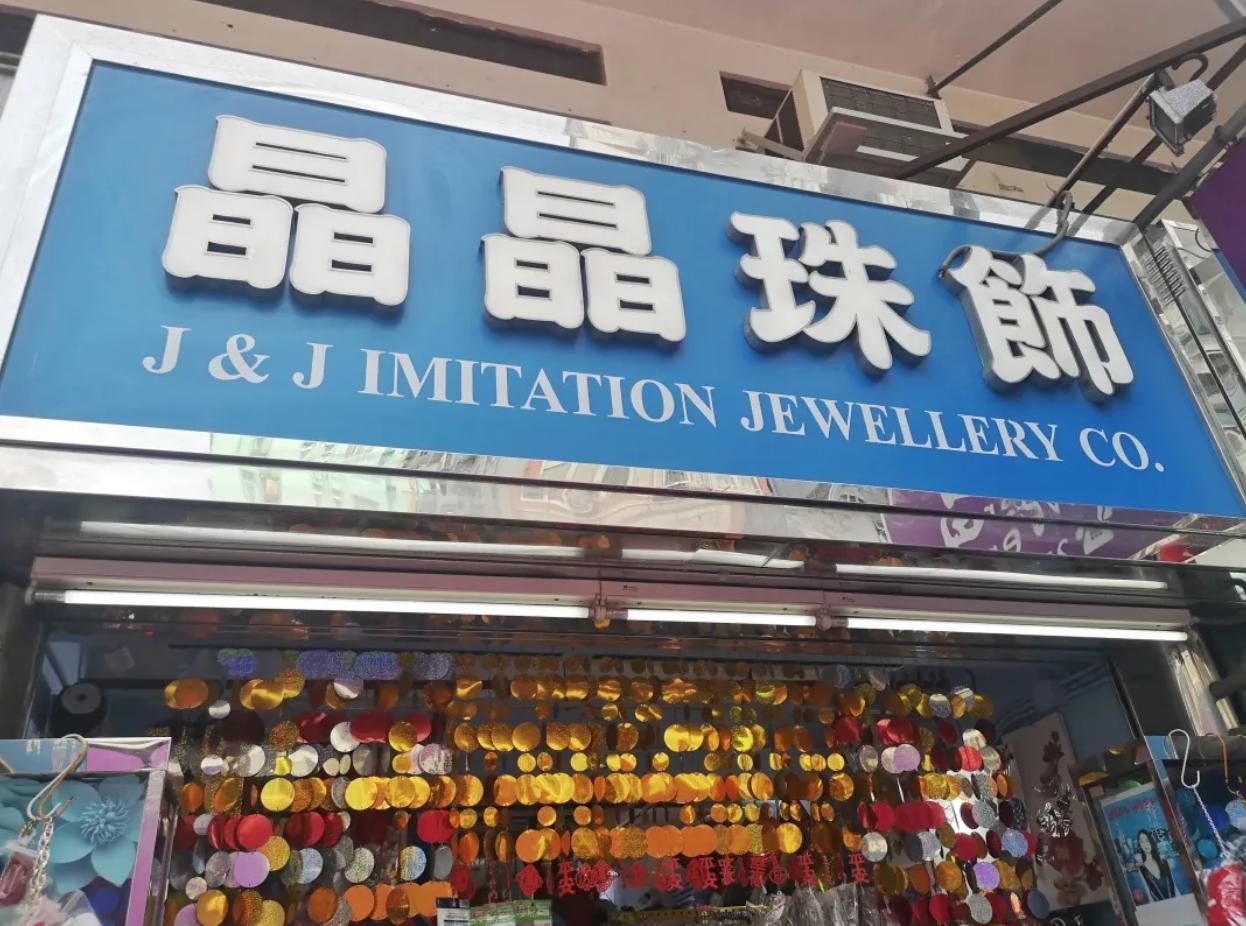 晶晶珠飾
J & J IMITATION JEWELLERY CO.